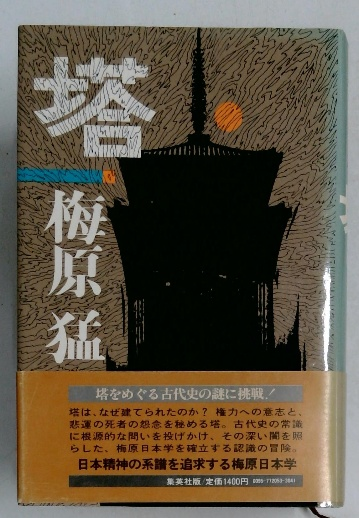 塔
梅原 猛
塔をめぐる古代史の謎に挑戦!
塔は、なぜ建てられたのか? 権力への意志と、
悲運の死者の怨念を秘める塔。古代史の常識
に根源的な問いを投げかけ、その深い闇を照
らした、梅原日本学を確立する認識の冒険。
日本精神の系譜を追求する梅原日本学
集英社版/定価1400円